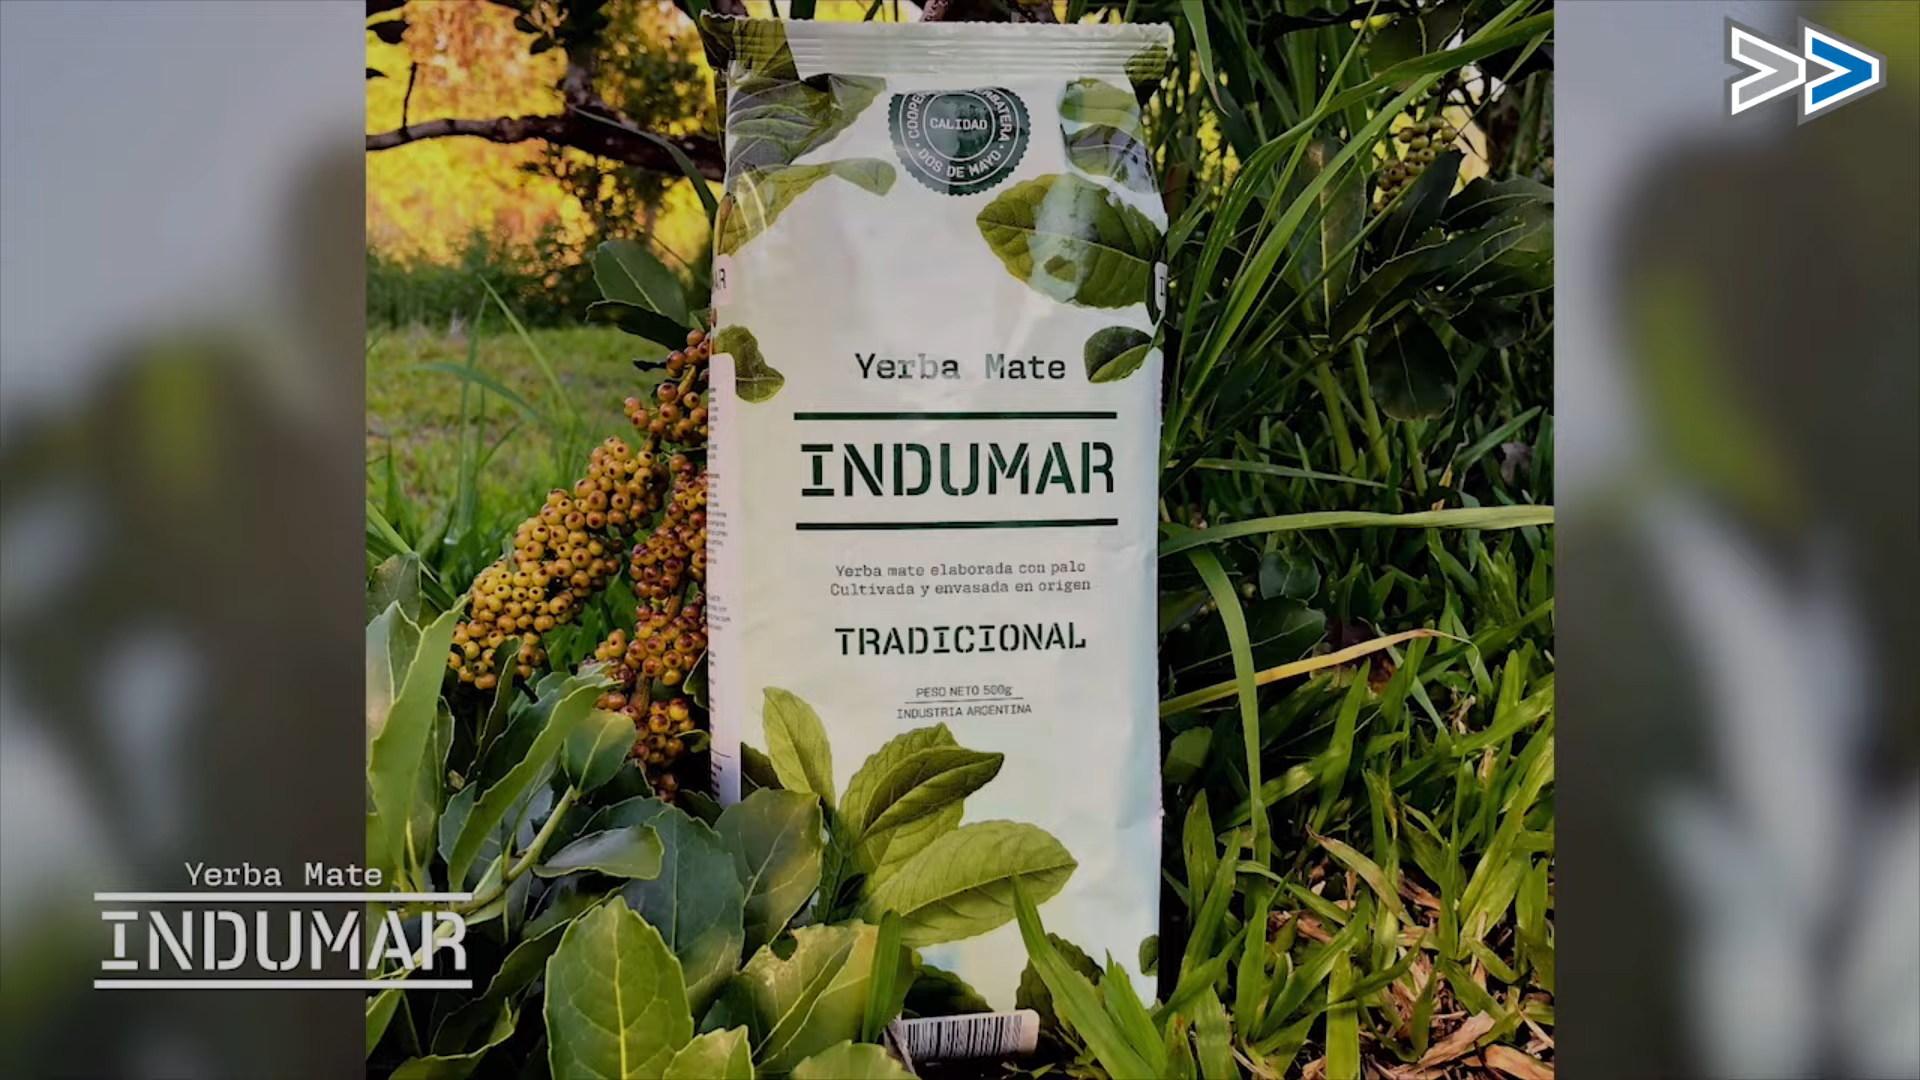 CALIDAD
DOS DE MAYO
Yerba Mate
INDUMAR
Yerba mate elaborada con palo
Cultivada y envasada en origen
TRADICIONAL
PESO NETO 500g
INDUSTRIA ARGENTINA
Yerba Mate
INDUMAR